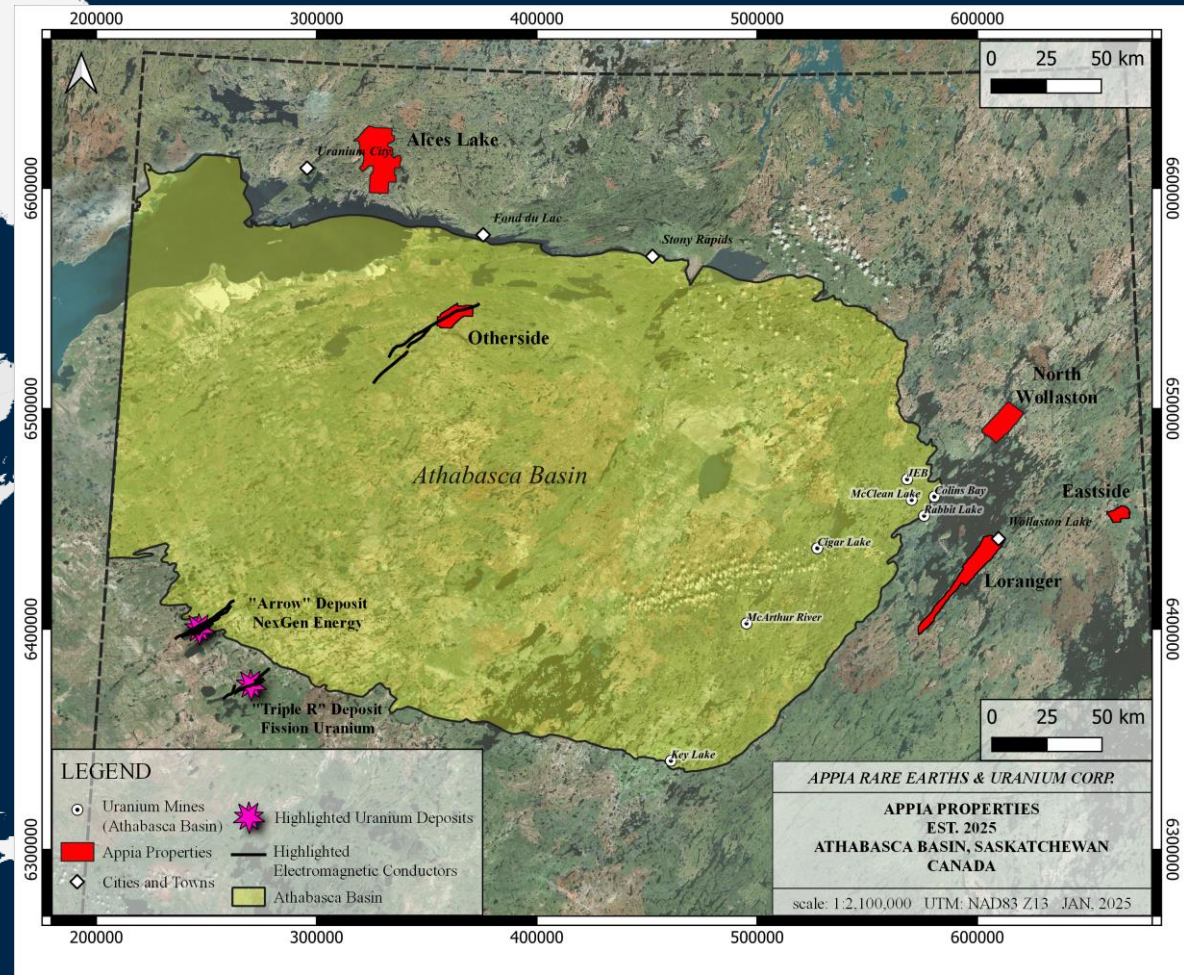 200000 300000 400000 500000 600000
0 25 50 km
6600000
6600000
Alces Lake
Uranium City
Fond du Lac
Stony Rapids
Otherside
North
Wollaston
6500000
6500000
Athabasca Basin
JEB
McClean Lake
Colins Bay
Rabbit Lake
Eastside
Wollaston Lake
Cigar Lake
Loranger
"Arrow" Deposit
NexGen Energy
McArthur River
6400000
6400000
"Triple R" Deposit
Fission Uranium
0 25 50 km
Key Lake
LEGEND
Uranium Mines
(Athabasca Basin)
Appia Properties
Cities and Towns
Highlighted Uranium Deposits
Highlighted
Electromagnetic Conductors
Athabasca Basin
APPIA RARE EARTHS & URANIUM CORP.
APPIA PROPERTIES
EST. 2025
ATHABASCA BASIN, SASKATCHEWAN
CANADA
scale: 1:2,100,000 UTM: NAD83 Z13 JAN, 2025
6300000
6300000
200000 300000 400000 500000 600000